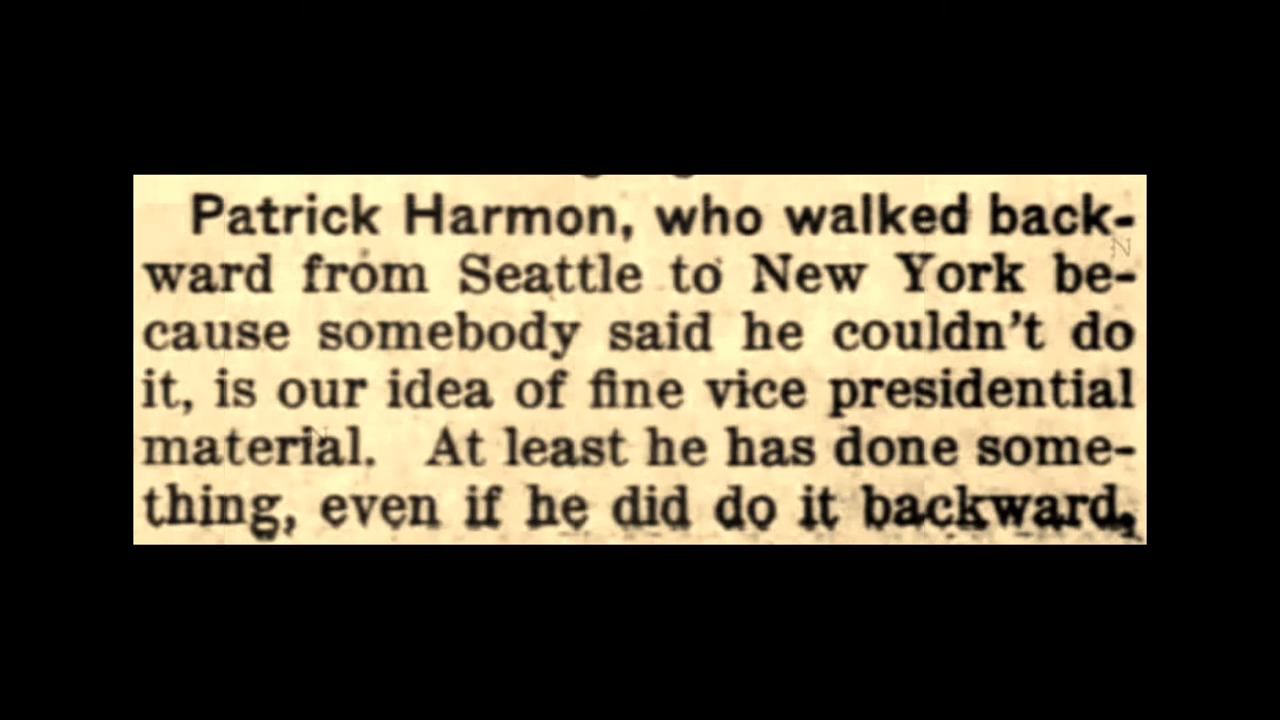 Patrick Harmon, who walked back-
ward from Seattle to New York be-
cause somebody said he couldn't do
it, is our idea of fine vice presidential
material. At least he has done some-
thing, even if he did do it backward,